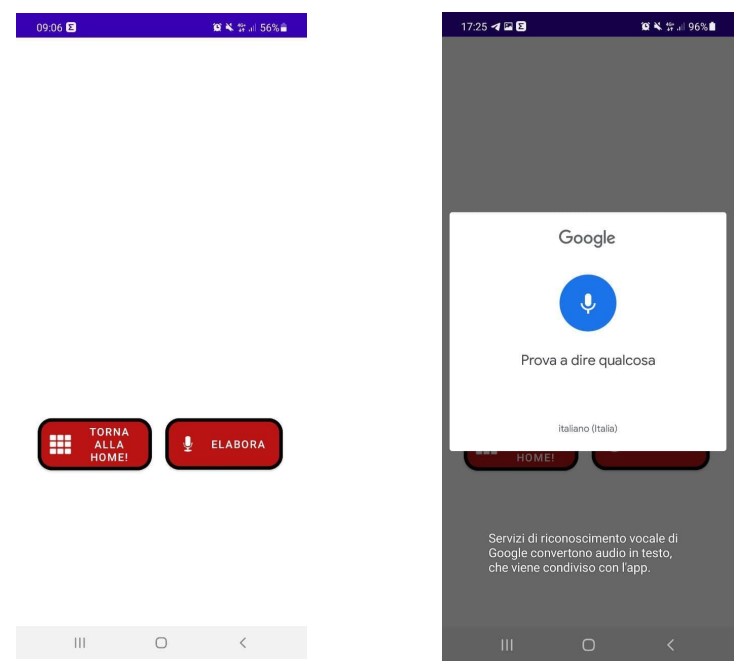 09:06
56%
TORNA
ALLA
HOME!
ELABORA
17:25
96%
Google
Prova a dire qualcosa
italiano (Italia)
HOME!
Servizi di riconoscimento vocale di
Google convertono audio in testo,
che viene condiviso con l'app.